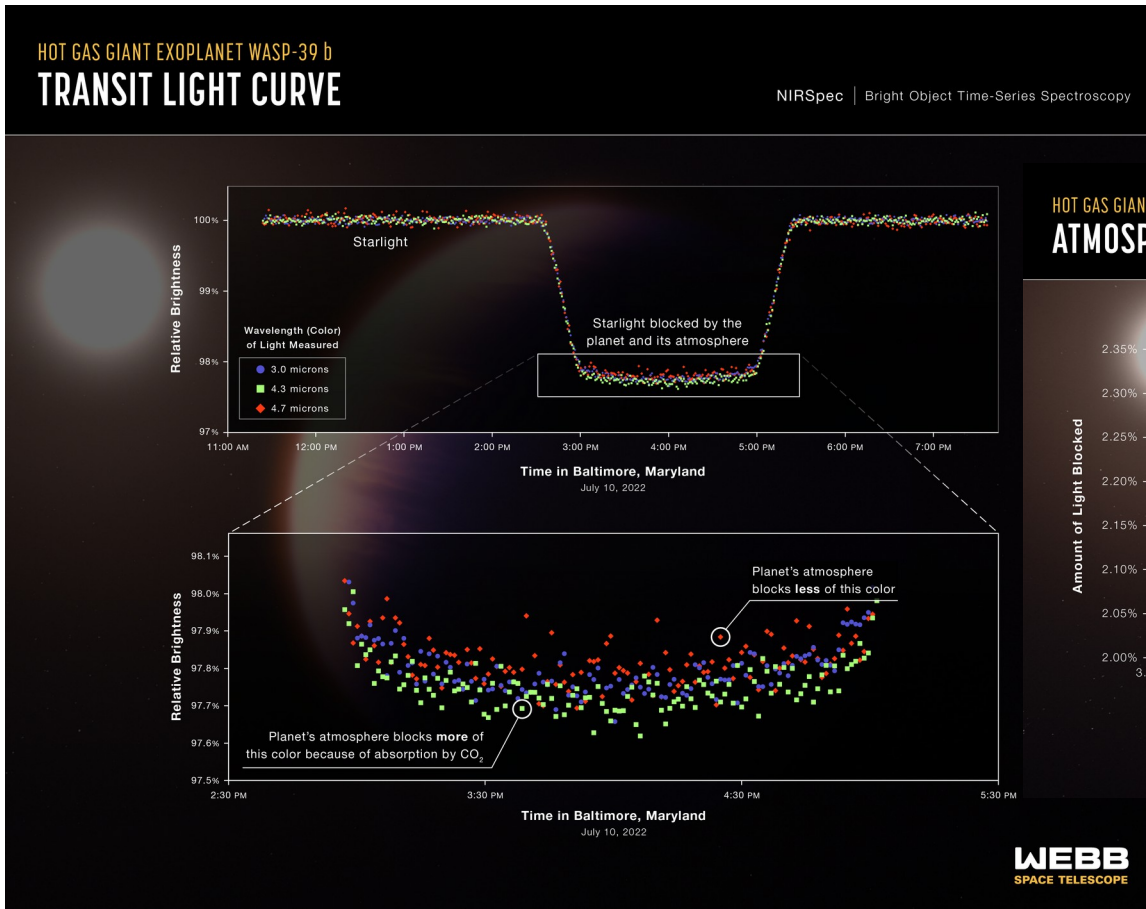 HOT GAS GIANT EXOPLANET WASP-39 b
TRANSIT LIGHT CURVE
NIRSpec | Bright Object Time-Series Spectroscopy
Relative Brightness
100%
99%
98%
97%
Starlight
Starlight blocked by the
planet and its atmosphere
Wavelength (Color)
of Light Measured
3.0 microns
4.3 microns
4.7 microns
11:00 AM 12:00 PM 1:00 PM 2:00 PM 3:00 PM 4:00 PM 5:00 PM 6:00 PM 7:00 PM
Time in Baltimore, Maryland
July 10, 2022
Relative Brightness
98.1%
98.0%
97.9%
97.8%
97.7%
97.6%
97.5%
Planet's atmosphere
blocks less of this color
Planet's atmosphere blocks more of
this color because of absorption by CO₂
2:30 PM 3:30 PM 4:30 PM 5:30 PM
Time in Baltimore, Maryland
July 10, 2022
HOT GAS GIAN
ATMOSP
Amount of Light Blocked
2.35%
2.30%
2.25%
2.20%
2.15%
2.10%
2.05%
2.00%
3.
WEBB
SPACE TELESCOPE